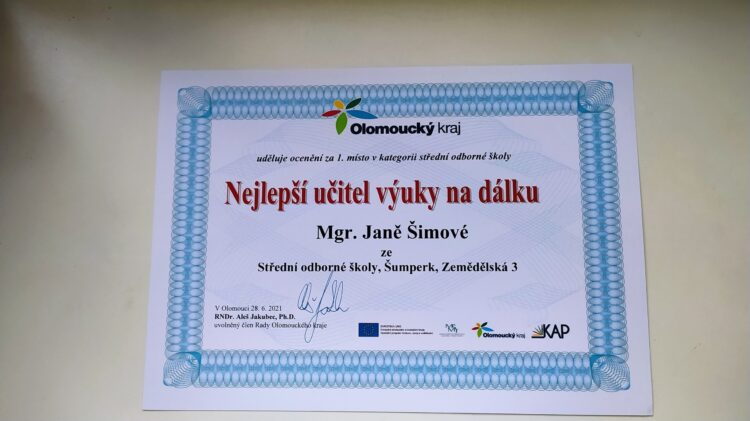 Olomoucký kraj
uděluje ocenění za 1. místo v kategorii střední odborné školy
Nejlepší učitel výuky na dálku
Mgr. Janě Šimové
ze
Střední odborné školy, Šumperk, Zemědělská 3
V Olomouci 28. 6. 2021
RNDr. Aleš Jakubec, Ph.D.
uvolněný člen Rady Olomouckého kraje
EVROPSKÁ UNIE
Olomoucký kraj
KAP